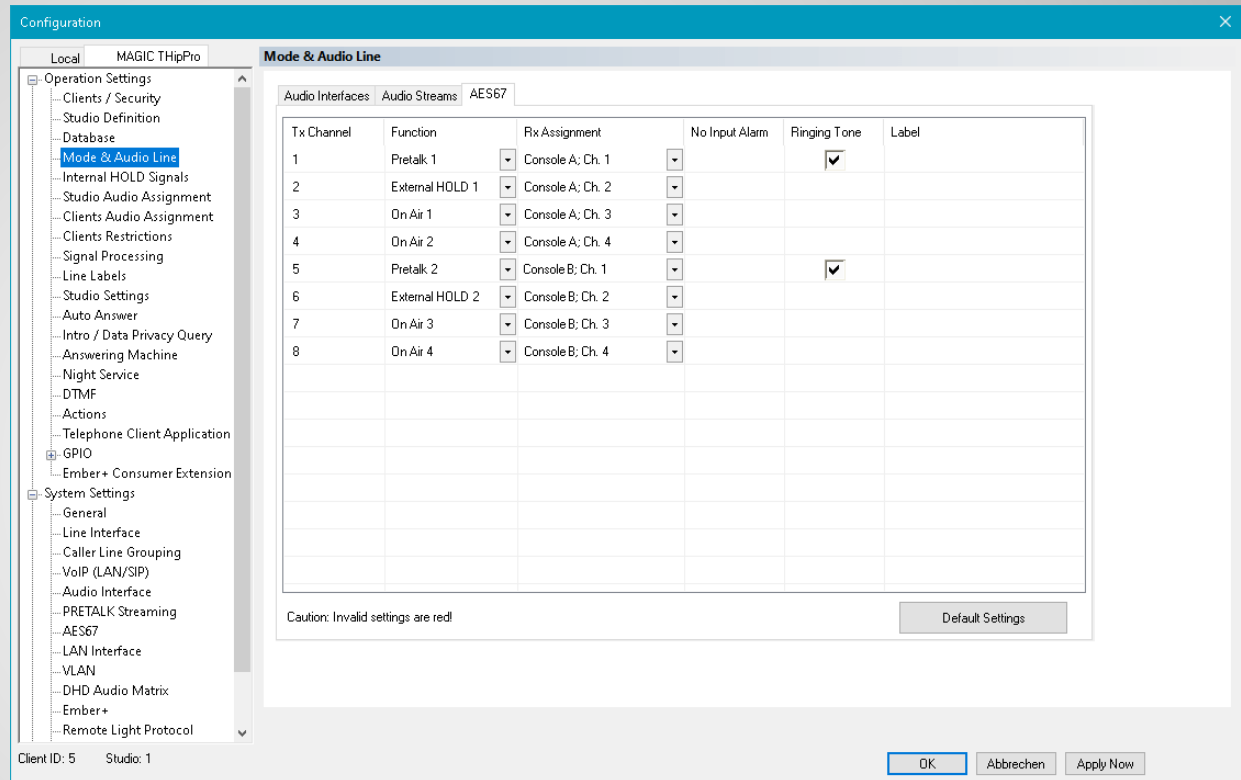 Configuration
Local MAGIC THipPro
Mode & Audio Line
Operation Settings
Clients / Security
Studio Definition
Database
Mode & Audio Line
Internal HOLD Signals
Studio Audio Assignment
Clients Audio Assignment
Clients Restrictions
Signal Processing
Line Labels
Studio Settings
Auto Answer
Intro / Data Privacy Query
Answering Machine
Night Service
DTMF
Actions
Telephone Client Application
GPIO
Ember+ Consumer Extension
System Settings
General
Line Interface
Caller Line Grouping
VoIP (LAN/SIP)
Audio Interface
PRETALK Streaming
AES67
LAN Interface
VLAN
DHD Audio Matrix
Ember+
Remote Light Protocol
Audio Interfaces Audio Streams AES67
Tx Channel Function Rx Assignment No Input Alarm Ringing Tone Label
1 Pretalk 1 Console A; Ch. 1
2 External HOLD 1 Console A; Ch. 2
3 On Air 1 Console A; Ch. 3
4 On Air 2 Console A; Ch. 4
5 Pretalk 2 Console B; Ch. 1
6 External HOLD 2 Console B; Ch. 2
7 On Air 3 Console B; Ch. 3
8 On Air 4 Console B; Ch. 4
Caution: Invalid settings are red!
Default Settings
Client ID: 5 Studio: 1
OK Abbrechen Apply Now